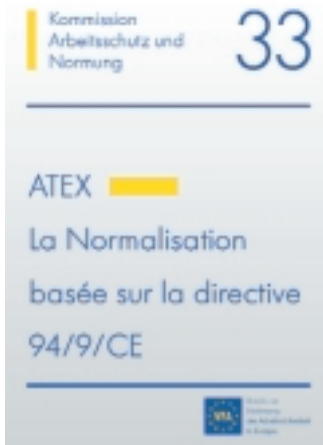 Kommission
Arbeitsschutz und
Normung
33
ATEX
La Normalisation
basée sur la directive
94/9/CE